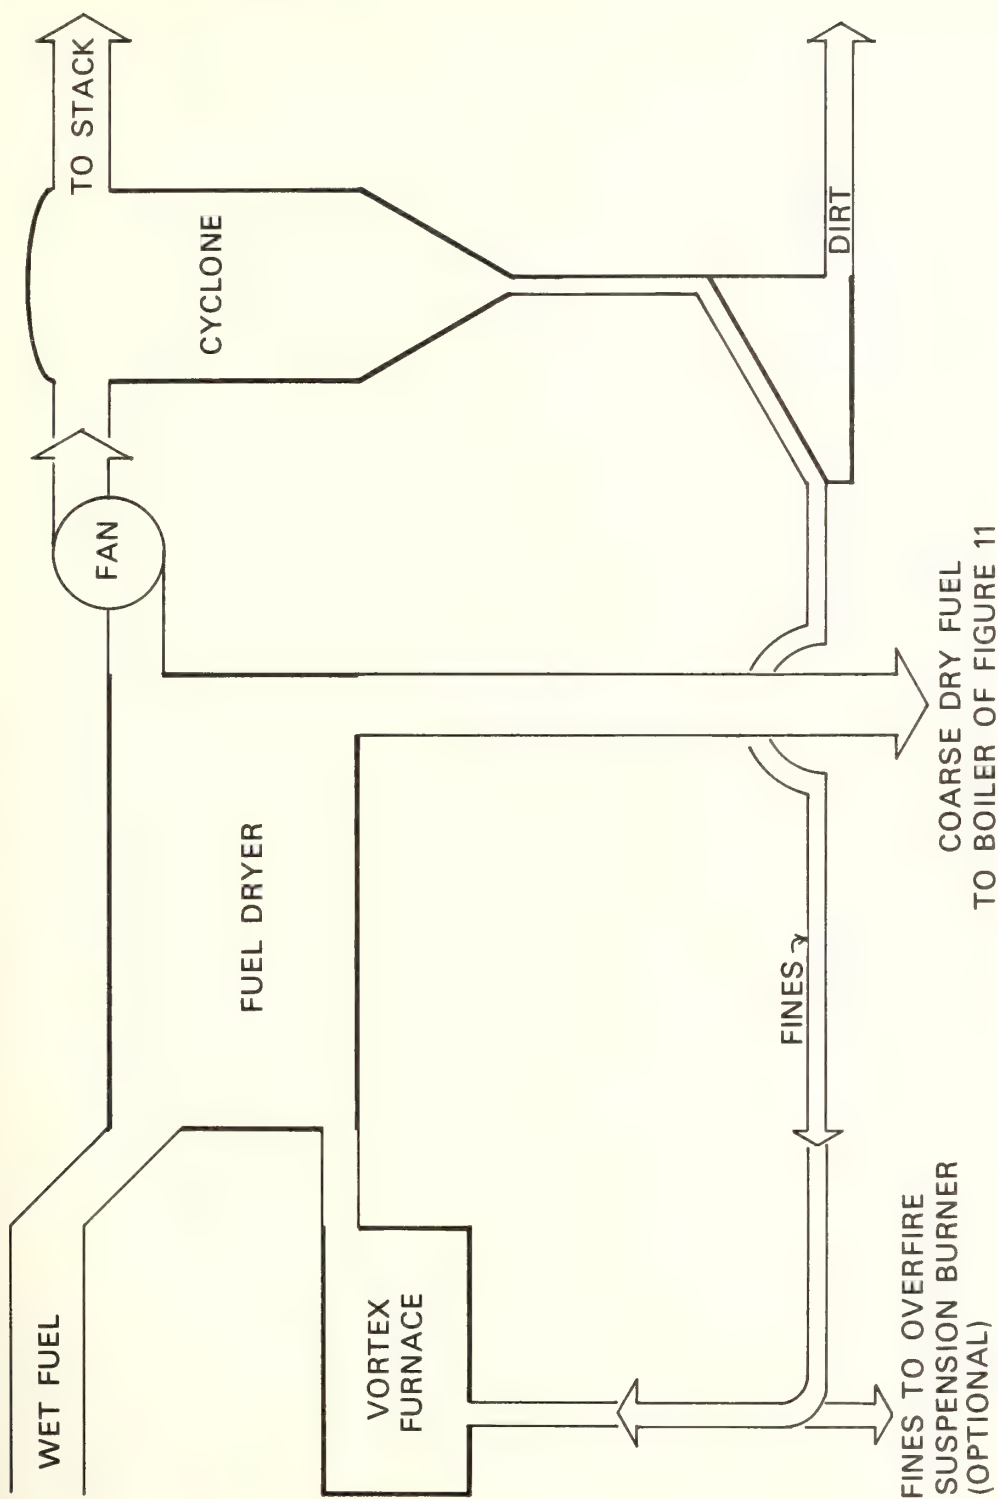 WET FUEL
VORTEX
FURNACE
FUEL DRYER
FAN
CYCLONE
TO STACK
DIRT
FINES
FINES TO OVERFIRE
SUSPENSION BURNER
(OPTIONAL)
COARSE DRY FUEL
TO BOILER OF FIGURE 11